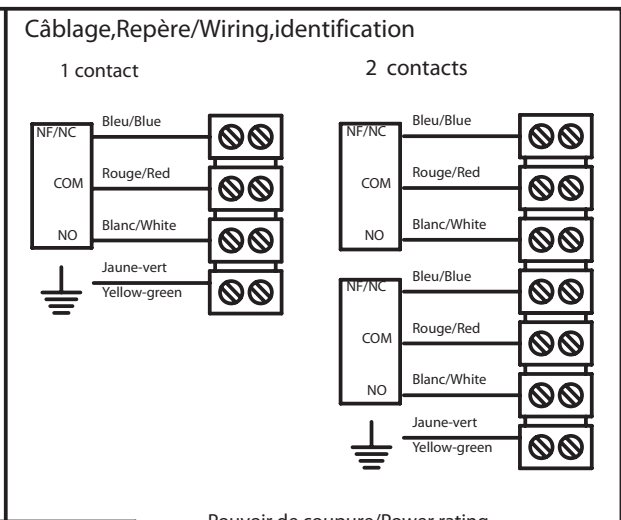 Câblage,Repère/Wiring,identification
1 contact
NF/NC
Bleu/Blue
COM
Rouge/Red
NO
Blanc/White
Jaune-vert
Yellow-green
2 contacts
NF/NC
Bleu/Blue
COM
Rouge/Red
NO
Blanc/White
NF/NC
Bleu/Blue
COM
Rouge/Red
NO
Blanc/White
Jaune-vert
Yellow-green
Pouvoir de coupure/Power rating